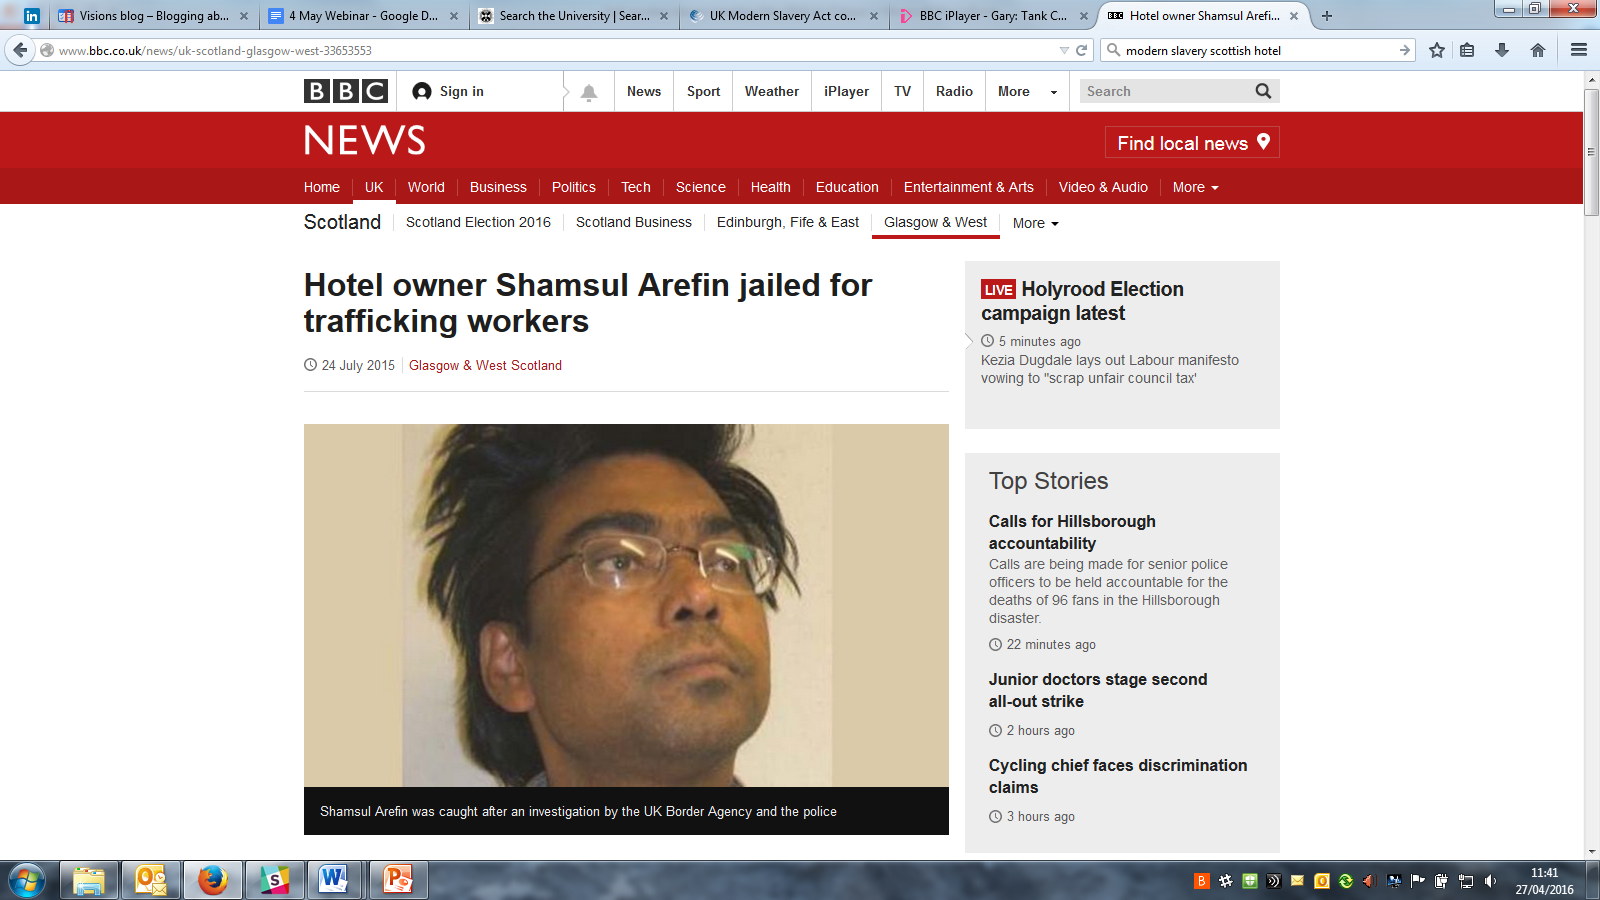 Visions blog – Blogging ab...
4 May Webinar - Google D...
Search the University | Sear...
UK Modern Slavery Act co...
BBC iPlayer - Gary: Tank C...
Hotel owner Shamsul Arefi...
www.bbc.co.uk/news/uk-scotland-glasgow-west-33653553
modern slavery scottish hotel
BBC
Sign in
News
Sport
Weather
iPlayer
TV
Radio
More
Search
NEWS
Find local news
Home
UK
World
Business
Politics
Tech
Science
Health
Education
Entertainment & Arts
Video & Audio
More
Scotland
Scotland Election 2016
Scotland Business
Edinburgh, Fife & East
Glasgow & West
More
Hotel owner Shamsul Arefin jailed for
trafficking workers
24 July 2015
Glasgow & West Scotland
Shamsul Arefin was caught after an investigation by the UK Border Agency and the police
LIVE Holyrood Election
campaign latest
5 minutes ago
Kezia Dugdale lays out Labour manifesto
vowing to "scrap unfair council tax'
Top Stories
Calls for Hillsborough
accountability
Calls are being made for senior police
officers to be held accountable for the
deaths of 96 fans in the Hillsborough
disaster.
22 minutes ago
Junior doctors stage second
all-out strike
2 hours ago
Cycling chief faces discrimination
claims
3 hours ago
11:41
27/04/2016